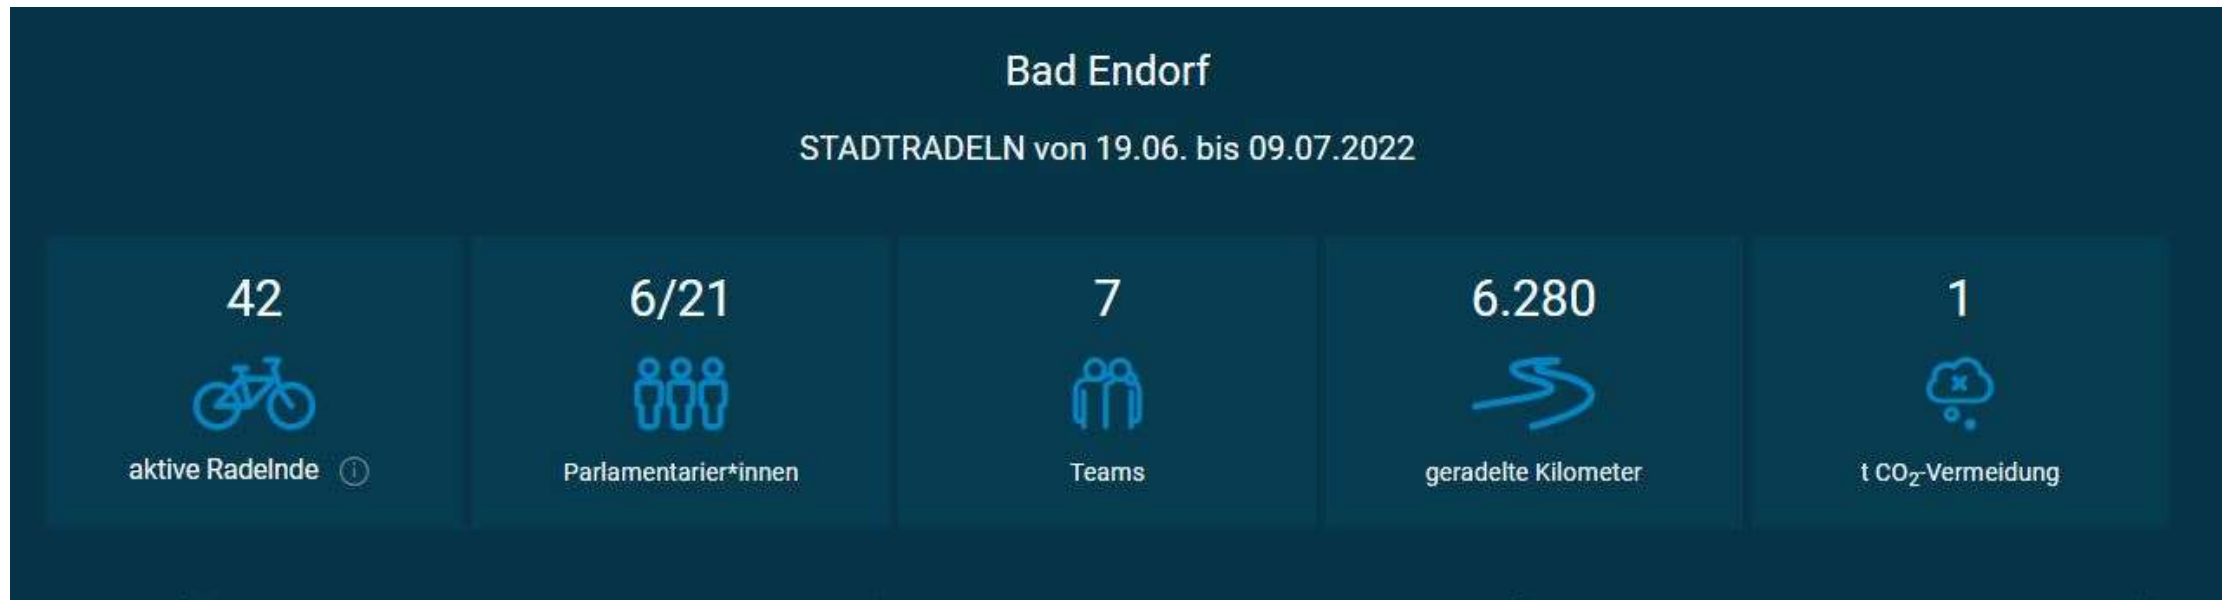 Bad Endorf
STADTRADELN von 19.06. bis 09.07.2022
42
6/21
7
6.280
1
aktive Radelnde
Parlamentarier*innen
Teams
geradelte Kilometer
t CO₂-Vermeidung